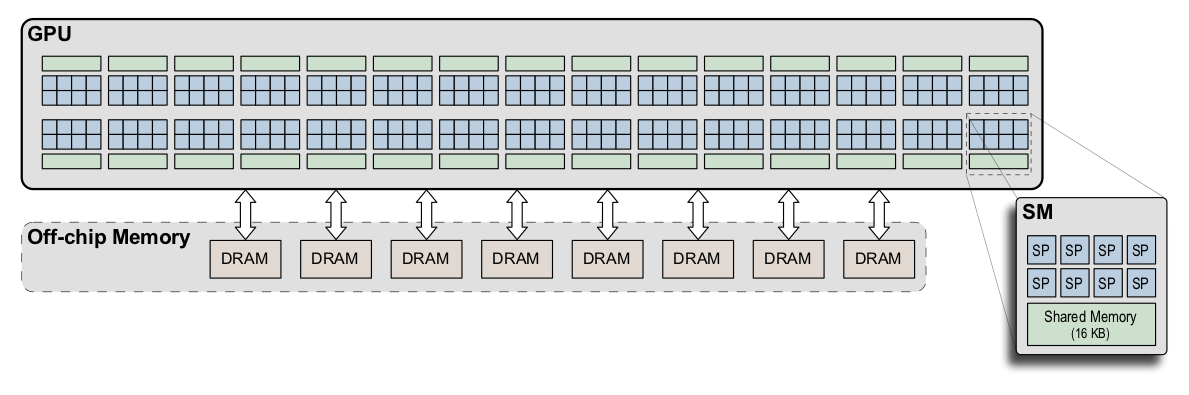 GPU
Off-chip Memory
DRAM
DRAM
DRAM
DRAM
DRAM
DRAM
DRAM
DRAM
SM
SP SP SP SP
SP SP SP SP
Shared Memory
(16 KB)